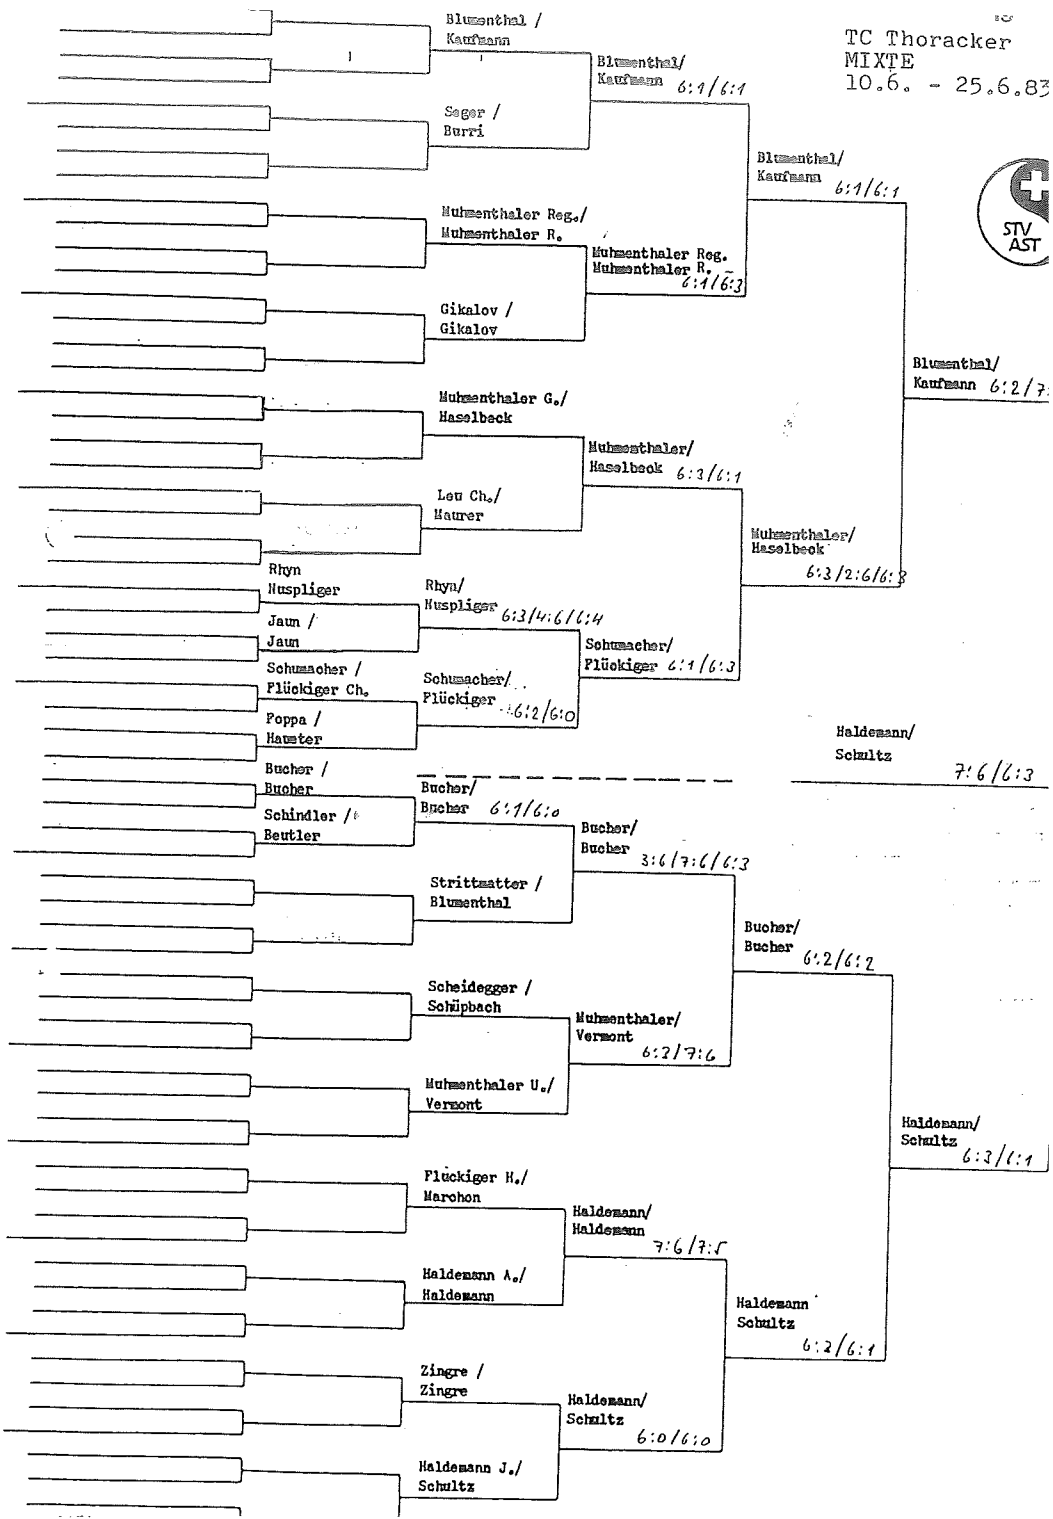 TC Thoracker
MIXTE
10.6. - 25.6.83
STV
AST
Blumenthal /
Kaufmann
Seger /
Burri
Muhmenthaler Reg./
Muhmenthaler R.
Gikalov /
Gikalov
Muhmenthaler G./
Haselbeck
Leu Ch./
Maurer
Rhyn
Huspliger
Jaun /
Jaun
Schumacher /
Flückiger Ch.
Poppa /
Hauster
Bucher /
Bucher
Schindler /
Beutler
Rhyn/
Huspliger 6:3/4:6/6:4
Schumacher/
Flückiger 6:2/6:0
Bucher/
Bucher 6:1/6:0
Strittmatter /
Blumenthal
Scheidegger /
Schüpbach
Muhmenthaler U./
Vermont
Flückiger H./
Marohon
Haldemann A./
Haldemann
Zingre /
Zingre
Haldemann J./
Schultz
Blumenthal/
Kaufmann 6:1/6:1
Muhmenthaler Reg.
Muhmenthaler R.
6:1/6:3
Muhmenthaler/
Haselbeck 6:3/6:1
Schumacher/
Flückiger 6:1/6:3
Bucher/
Bucher
3:6/7:6/6:3
Muhmenthaler/
Vermont
6:2/7:6
Haldemann/
Haldemann
7:6/7:5
Haldemann/
Schultz
6:0/6:0
Blumenthal/
Kaufmann
6:1/6:1
Muhmenthaler/
Haselbeck
6:3/2:6/6:3
Bucher/
Bucher
6:2/6:2
Haldemann
Schultz
6:2/6:1
Blumenthal/
Kaufmann 6:2/7:
Haldemann/
Schultz
6:3/6:1
Haldemann/
Schultz
7:6/6:3